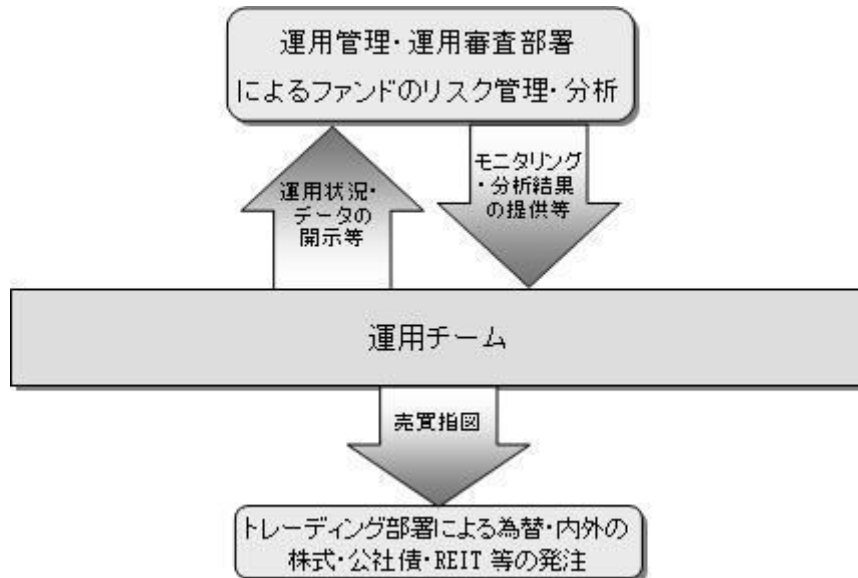 運用管理・運用審査部署
によるファンドのリスク管理・分析
運用状況・
データの
開示等
モニタリング
・分析結果
の提供等
運用チーム
売買指図
トレーディング部署による為替・内外の
株式・公社債・REIT 等の発注